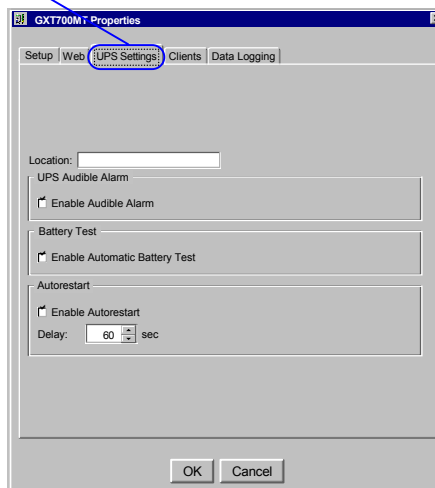 GXT700MT Properties
Setup Web UPS Settings Clients Data Logging
Location:
UPS Audible Alarm
Enable Audible Alarm
Battery Test
Enable Automatic Battery Test
Autorestart
Enable Autorestart
Delay: 60 sec
OK Cancel